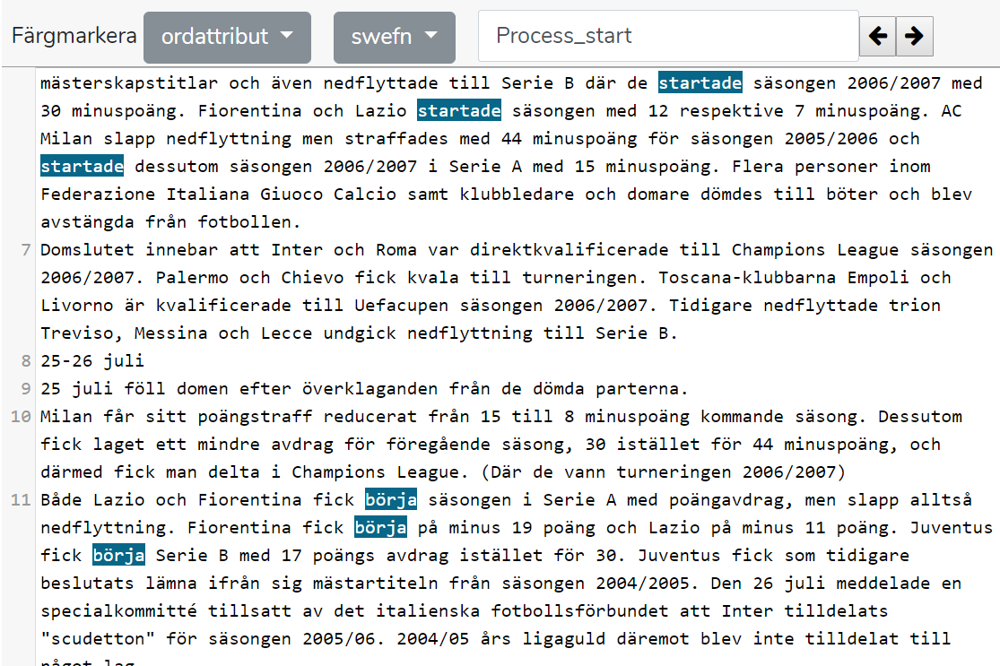 Färgmarkera ordattribut swefn Process_start
mästerskapstitlar och även nedflyttade till Serie B där de startade säsongen 2006/2007 med
30 minuspoäng. Fiorentina och Lazio startade säsongen med 12 respektive 7 minuspoäng. AC
Milan slapp nedflyttning men straffades med 44 minuspoäng för säsongen 2005/2006 och
startade dessutom säsongen 2006/2007 i Serie A med 15 minuspoäng. Flera personer inom
Federazione Italiana Giuoco Calcio samt klubbledare och domare dömdes till böter och blev
avstängda från fotbollen.
7 Domslutet innebar att Inter och Roma var direktkvalificerade till Champions League säsongen
2006/2007. Palermo och Chievo fick kvala till turneringen. Toscana-klubbarna Empoli och
Livorno är kvalificerade till Uefacupen säsongen 2006/2007. Tidigare nedflyttade trion
Treviso, Messina och Lecce undgick nedflyttning till Serie B.
8 25-26 juli
9 25 juli föll domen efter överklaganden från de dömda parterna.
10 Milan får sitt poängstraff reducerat från 15 till 8 minuspoäng kommande säsong. Dessutom
fick laget ett mindre avdrag för föregående säsong, 30 istället för 44 minuspoäng, och
därmed fick man delta i Champions League. (Där de vann turneringen 2006/2007)
11 Både Lazio och Fiorentina fick börja säsongen i Serie A med poängavdrag, men slapp alltså
nedflyttning. Fiorentina fick börja på minus 19 poäng och Lazio på minus 11 poäng. Juventus
fick börja Serie B med 17 poängs avdrag istället för 30. Juventus fick som tidigare
beslutats lämna ifrån sig mästartiteln från säsongen 2004/2005. Den 26 juli meddelade en
specialkommitté tillsatt av det italienska fotbollsförbundet att Inter tilldelats
"scudetton" för säsongen 2005/06. 2004/05 års ligaguld däremot blev inte tilldelat till
något lag